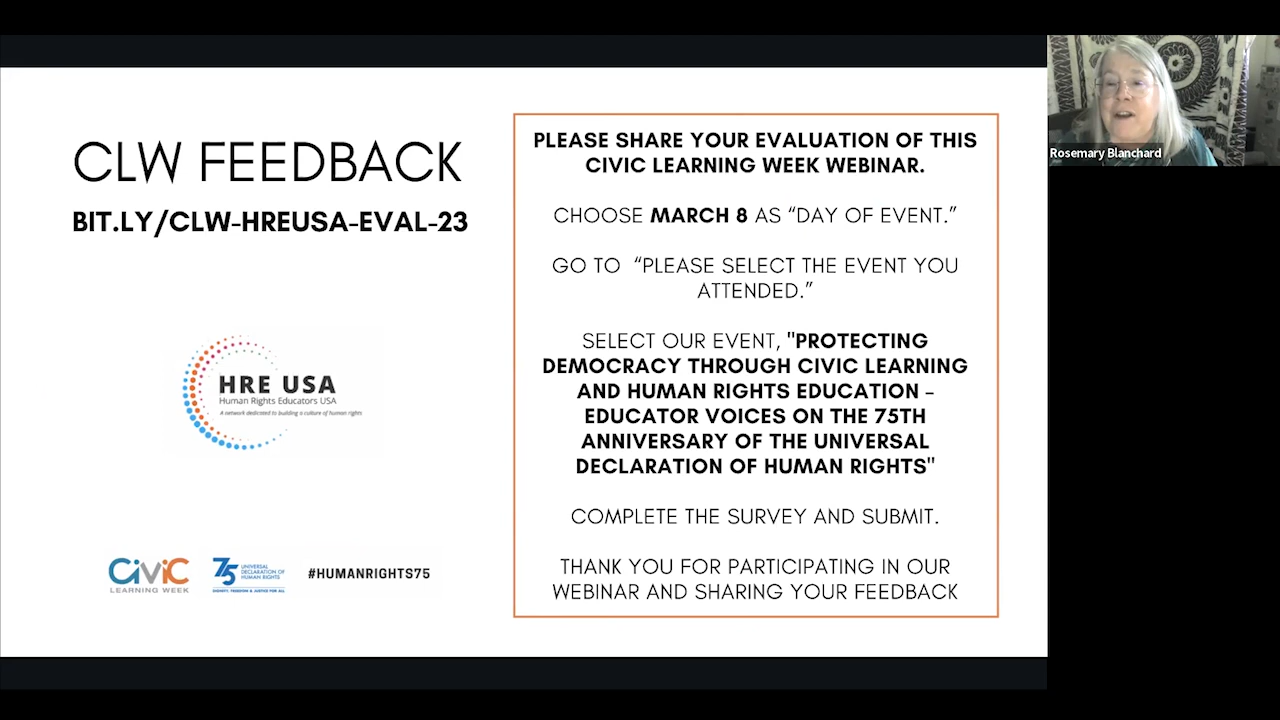 CLW FEEDBACK
BIT.LY/CLW-HREUSA-EVAL-23
HRE USA
Human Rights Educators USA
A network dedicated to building a culture of human rights
CiviC
LEARNING WEEK
75
UNIVERSAL
DECLARATION OF
HUMAN RIGHTS
DIGNITY, FREEDOM & JUSTICE FOR ALL
#HUMANRIGHTS75
PLEASE SHARE YOUR EVALUATION OF THIS
CIVIC LEARNING WEEK WEBINAR.
CHOOSE MARCH 8 AS “DAY OF EVENT.”
GO TO “PLEASE SELECT THE EVENT YOU
ATTENDED.”
SELECT OUR EVENT, "PROTECTING
DEMOCRACY THROUGH CIVIC LEARNING
AND HUMAN RIGHTS EDUCATION –
EDUCATOR VOICES ON THE 75TH
ANNIVERSARY OF THE UNIVERSAL
DECLARATION OF HUMAN RIGHTS"
COMPLETE THE SURVEY AND SUBMIT.
THANK YOU FOR PARTICIPATING IN OUR
WEBINAR AND SHARING YOUR FEEDBACK
Rosemary Blanchard